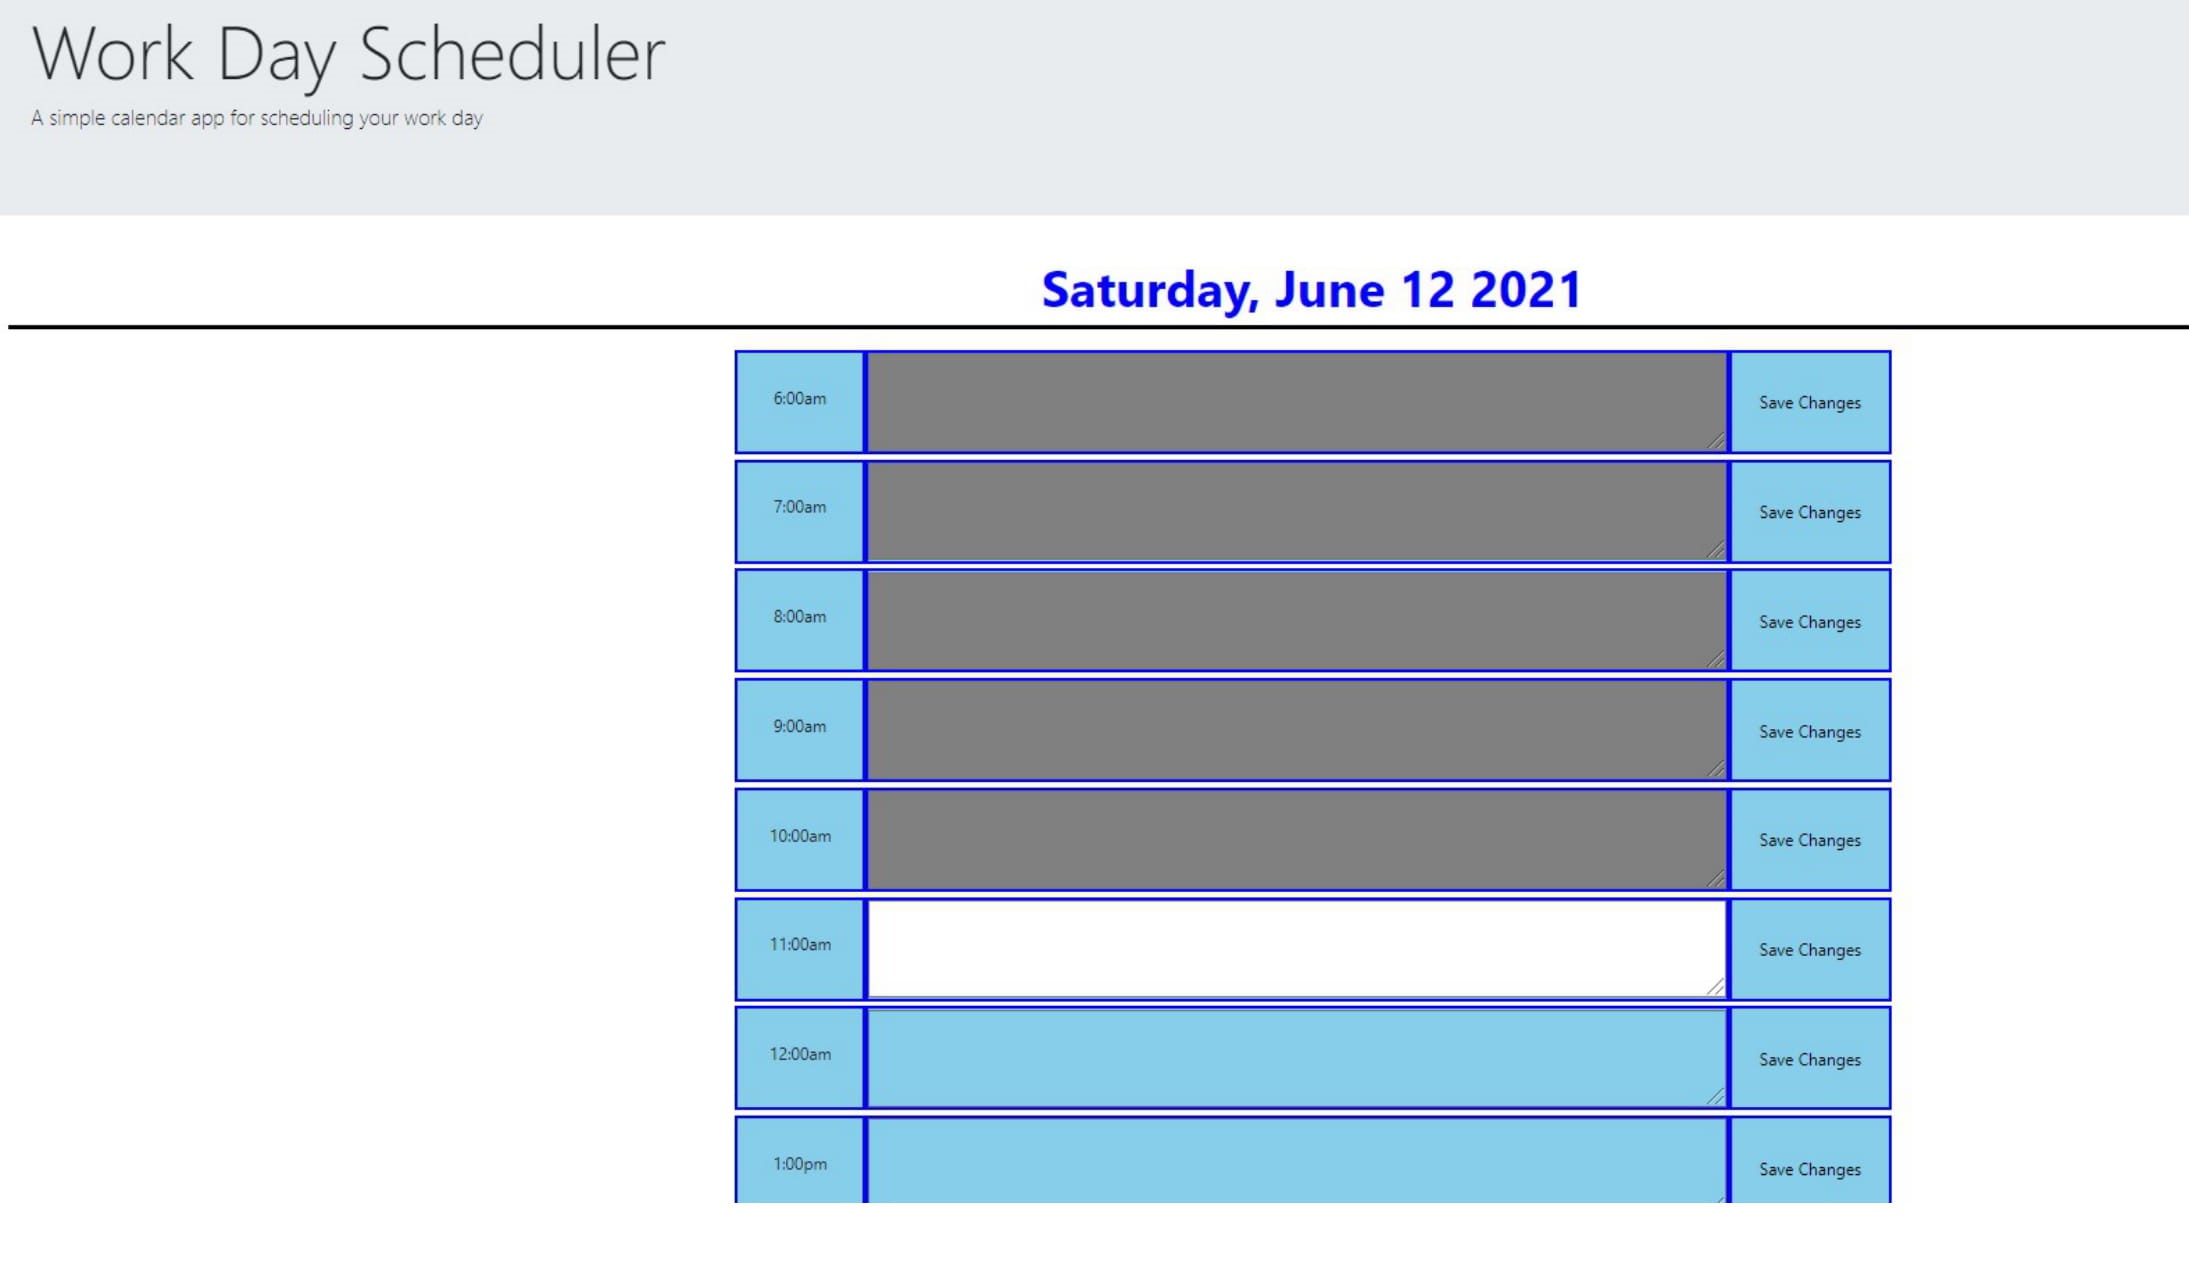 Work Day Scheduler
A simple calendar app for scheduling your work day
Saturday, June 12 2021
6:00am Save Changes
7:00am Save Changes
8:00am Save Changes
9:00am Save Changes
10:00am Save Changes
11:00am Save Changes
12:00am Save Changes
1:00pm Save Changes